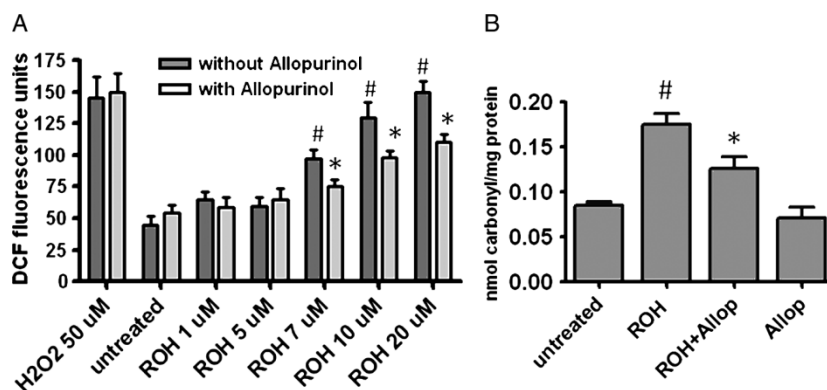 A
DCF fluorescence units
175
150
125
100
75
50
25
0
without Allopurinol
with Allopurinol
#
*
#
*
#
*
H2O2 50 uM
untreated
ROH 1 uM
ROH 5 uM
ROH 7 uM
ROH 10 uM
ROH 20 uM
B
nmol carbonyl/mg protein
0.20
0.15
0.10
0.05
0.00
#
*
untreated
ROH
ROH+Allop
Allop